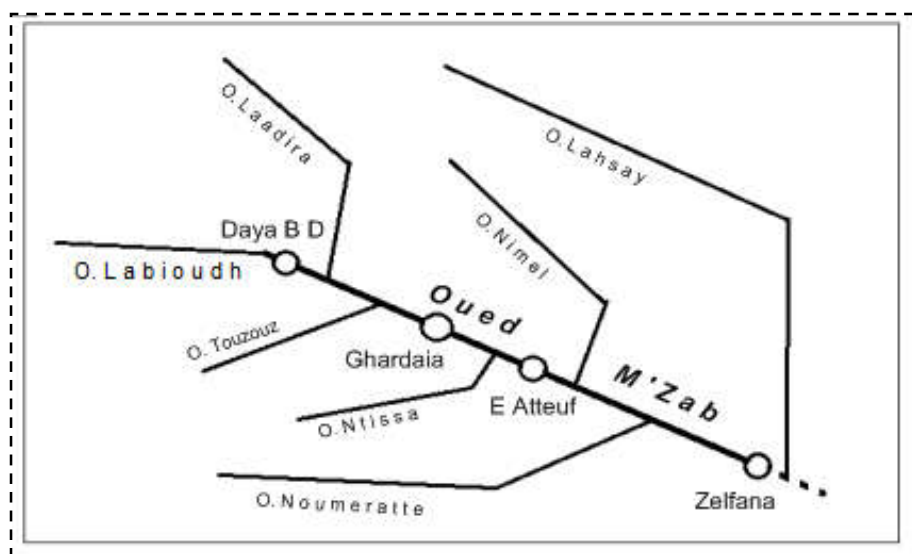 O. Laadira
O. Lahsay
O. Nimel
Daya B D
O. Labioudh
Oued
O. Touzouz
Ghardaia
M'Zab
E Atteuf
O. Ntissa
O. Noumeratte
Zelfana